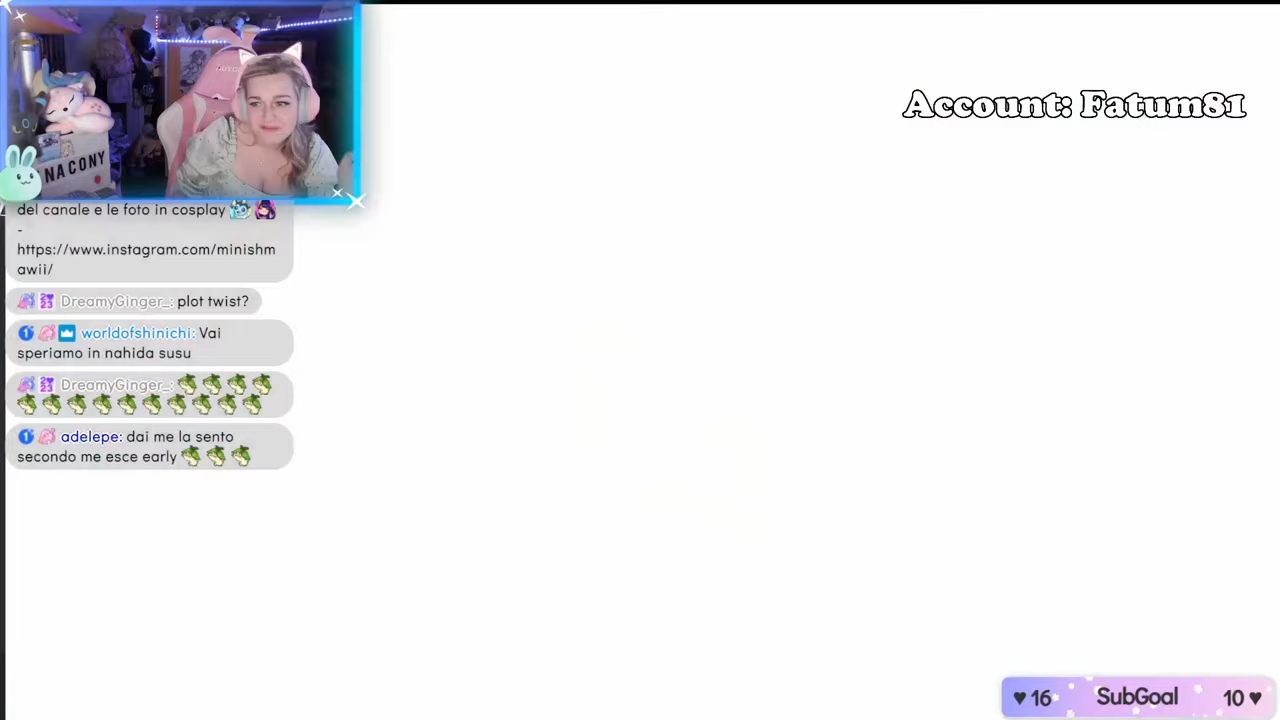 NACONY
Account: Fatum81
del canale e le foto in cosplay
-
https://www.instagram.com/minishm
awii/
DreamyGinger_: plot twist?
worldofshinichi: Vai
speriamo in nahida susu
DreamyGinger_:
adelepe: dai me la sento
secondo me esce early
♥ 16 SubGoal 10 ♥